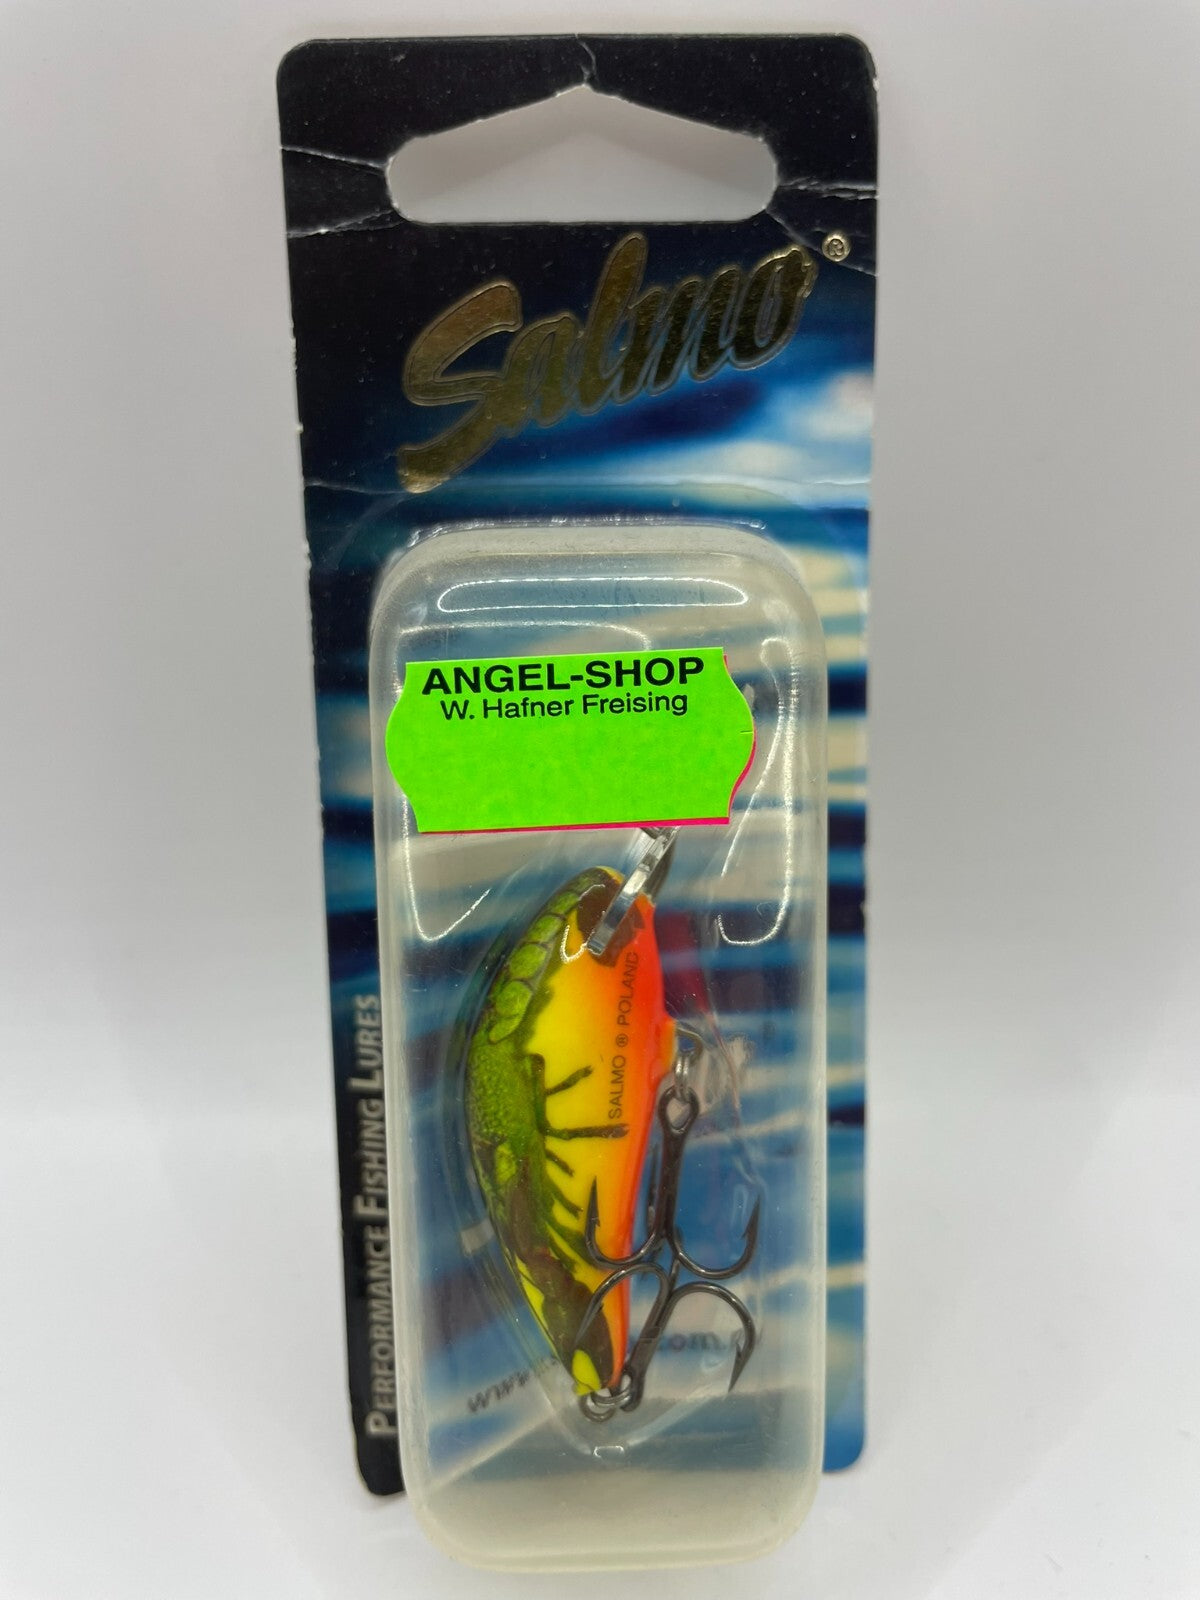 Salmo®
ANGEL-SHOP
W. Hafner Freising
SALMO ® POLAND
PERFORMANCE FISHING LURES